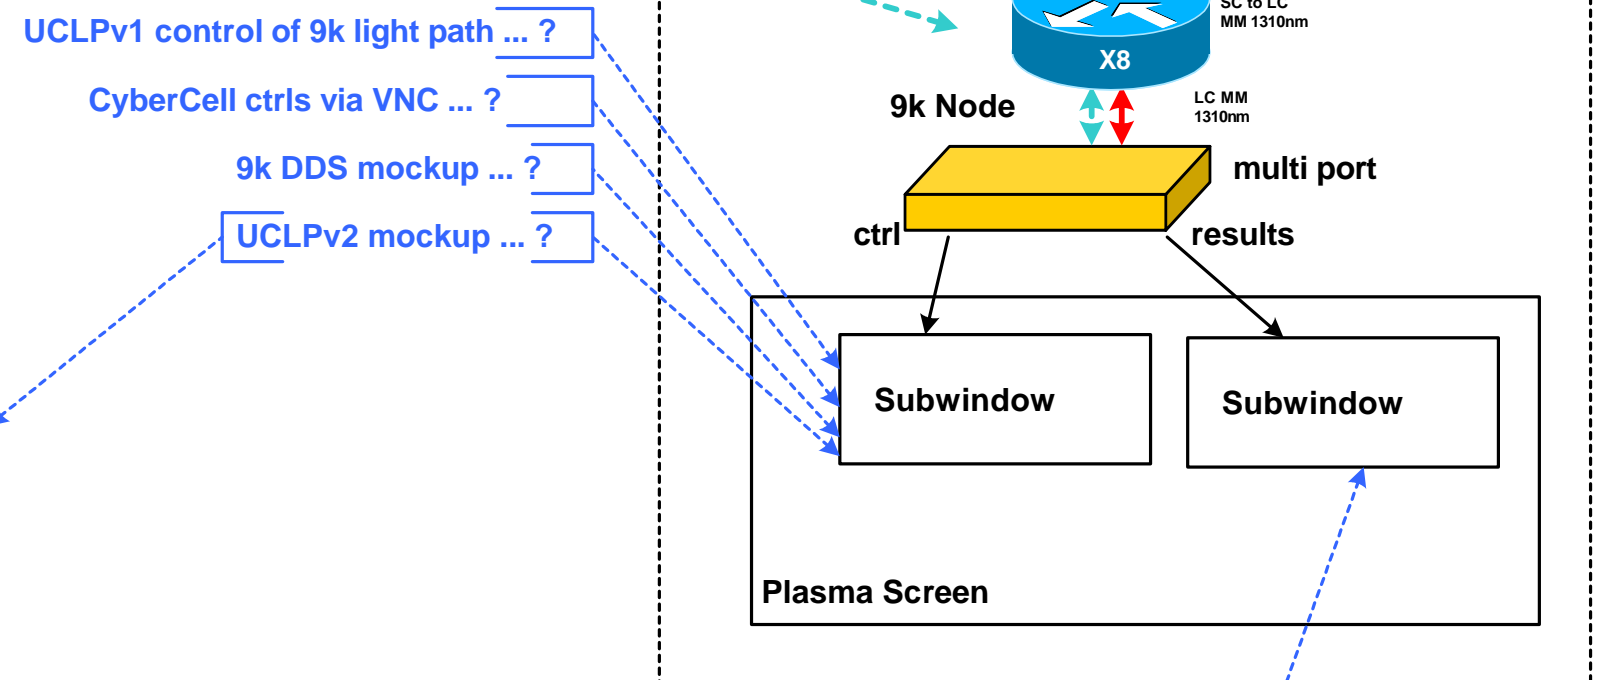 UCLPv1 control of 9k light path ... ?
CyberCell ctrls via VNC ... ?
9k DDS mockup ... ?
UCLPv2 mockup ... ?
SC to LC
MM 1310nm
X8
9k Node
LC MM
1310nm
multi port
ctrl
results
Subwindow
Subwindow
Plasma Screen